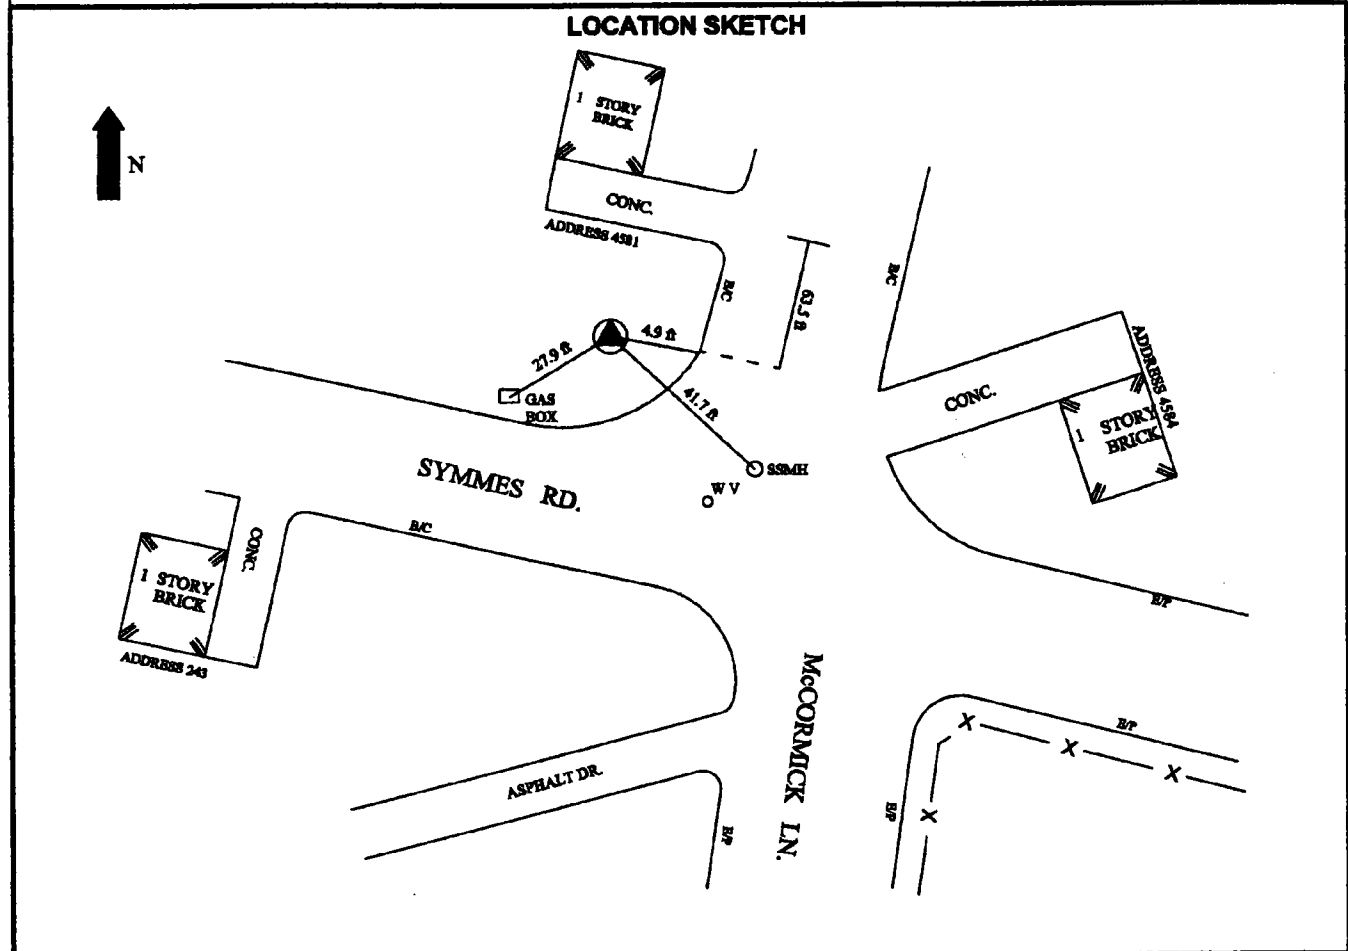 LOCATION SKETCH
1 STORY
BRICK
N
CONC.
ADDRESS 4581
B/C
B/C
63.5 ft
4.9 ft
27.9 ft
ADDRESS 4584
GAS
BOX
41.7 ft
CONC.
1 STORY
BRICK
SYMMES RD.
SSMH
W V
B/C
CONC.
1 STORY
BRICK
E/P
ADDRESS 243
McCORMICK LN.
E/P
X
X
X
ASPHALT DR.
E/P
X
E/P